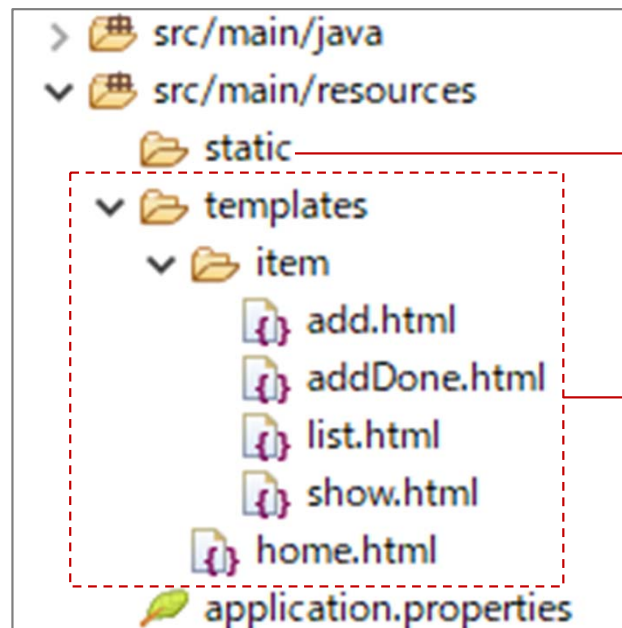 src/main/java
src/main/resources
static
templates
item
add.html
addDone.html
list.html
show.html
home.html
application.properties